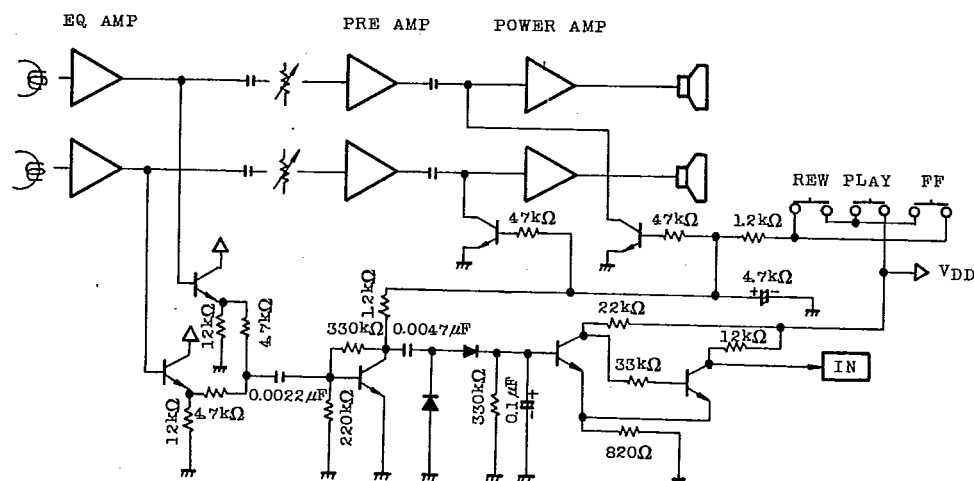 EQ AMP
PRE AMP
POWER AMP
REW PLAY FF
47kΩ
47kΩ
1.2kΩ
VDD
4.7kΩ
+ -
12kΩ
22kΩ
12kΩ
4.7kΩ
330kΩ
0.0047μF
12kΩ
33kΩ
IN
0.0022μF
4.7kΩ
12kΩ
220kΩ
330kΩ
0.1μF
- +
820Ω